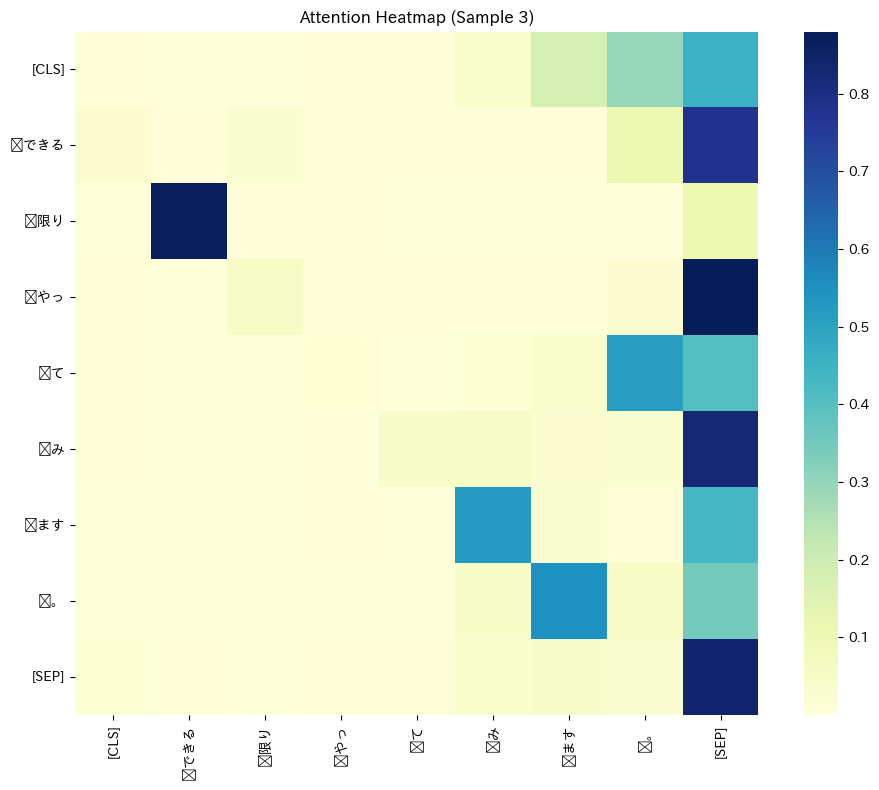 Attention Heatmap (Sample 3)
[CLS]
できる
限り
やっ
て
み
ます
。
[SEP]
0.8
0.7
0.6
0.5
0.4
0.3
0.2
0.1
[CLS]
できる
限り
やっ
て
み
ます
。
[SEP]